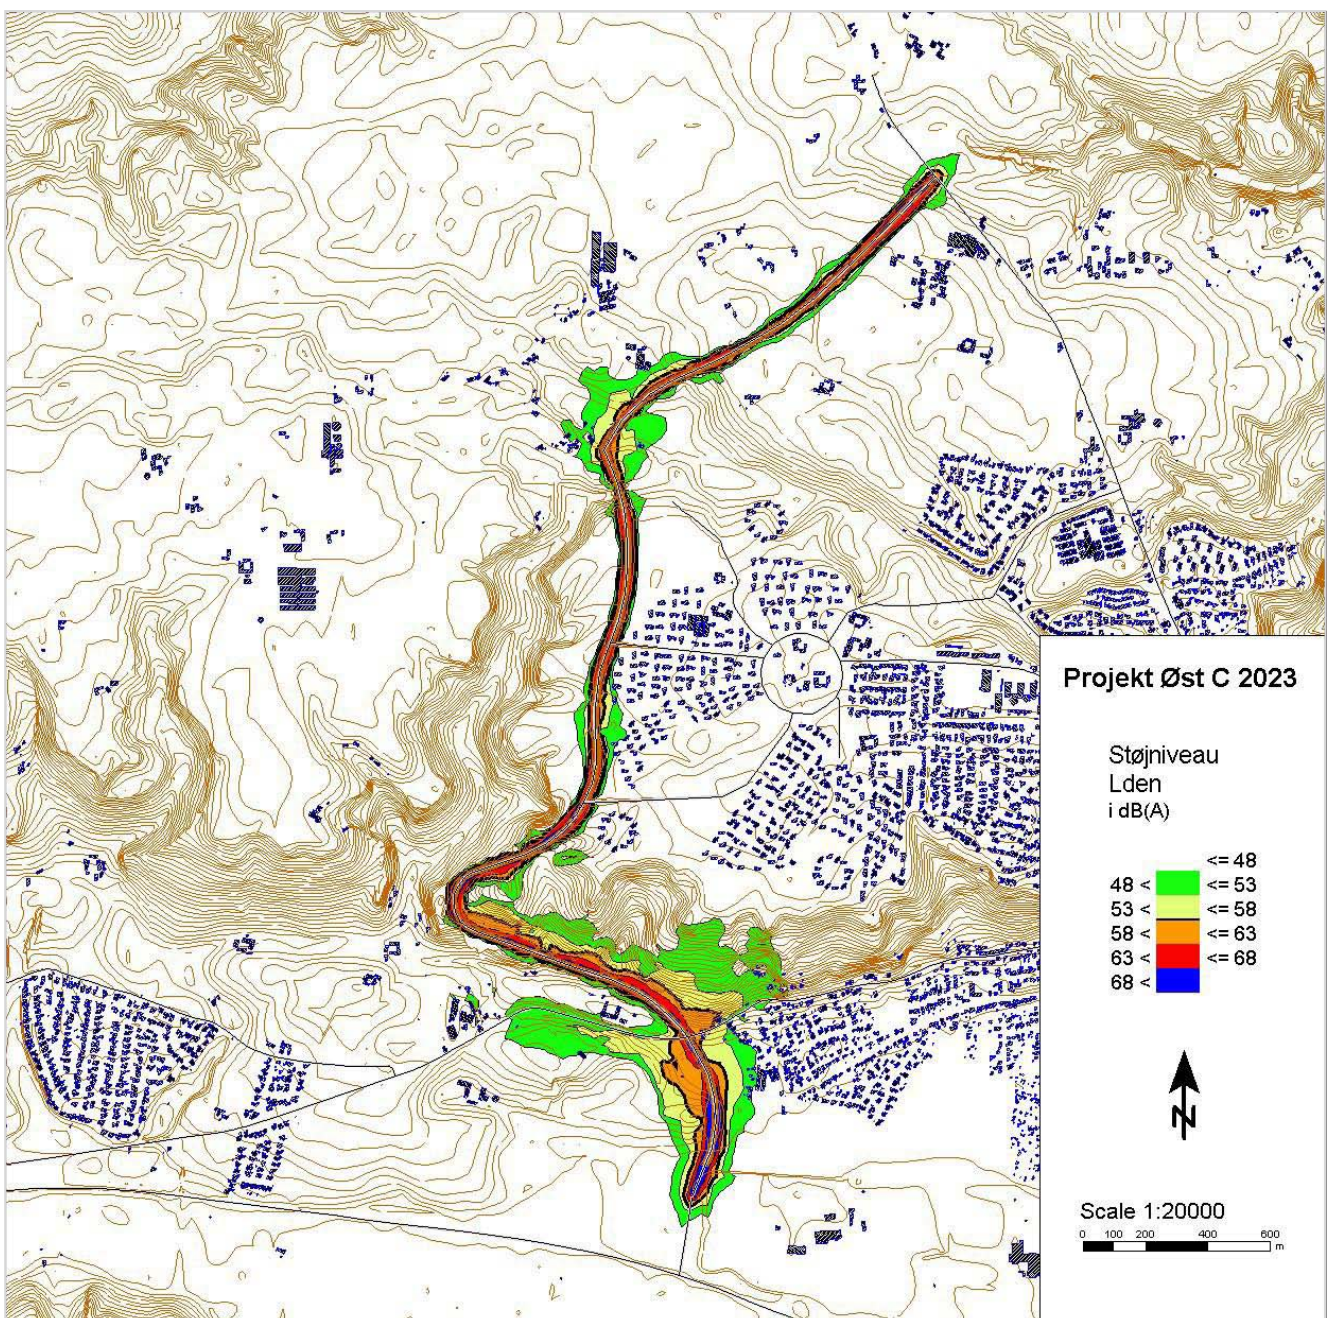 Projekt Øst C 2023
Støjniveau
Lden
i dB(A)
<= 48
48 < <= 53
53 < <= 58
58 < <= 63
63 < <= 68
68 <
N
Scale 1:20000
0 100 200 400 600
m